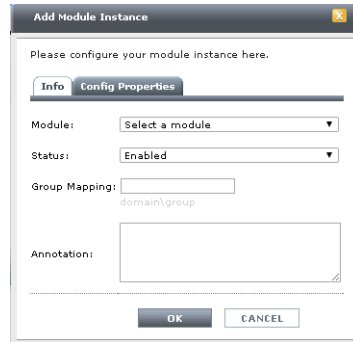 Add Module Instance
Please configure your module instance here.
Info Config Properties
Module: Select a module
Status: Enabled
Group Mapping:
domain\group
Annotation:
OK CANCEL